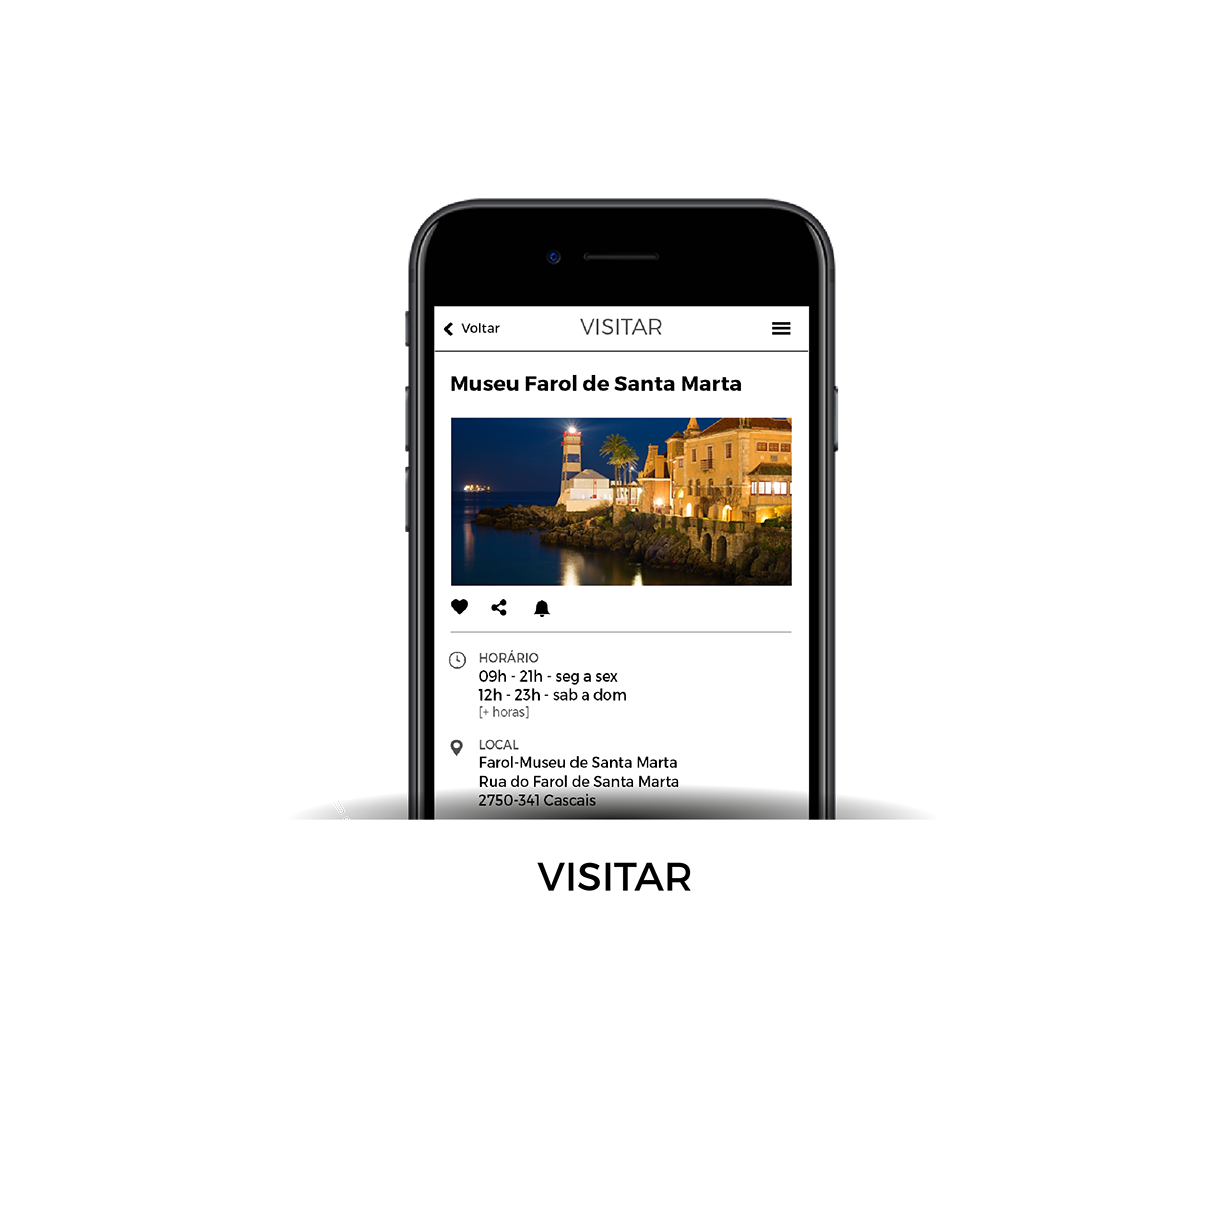 Voltar
VISITAR
Museu Farol de Santa Marta
HORÁRIO
09h - 21h - seg a sex
12h - 23h - sab a dom
[+ horas]
LOCAL
Farol-Museu de Santa Marta
Rua do Farol de Santa Marta
2750-341 Cascais
VISITAR